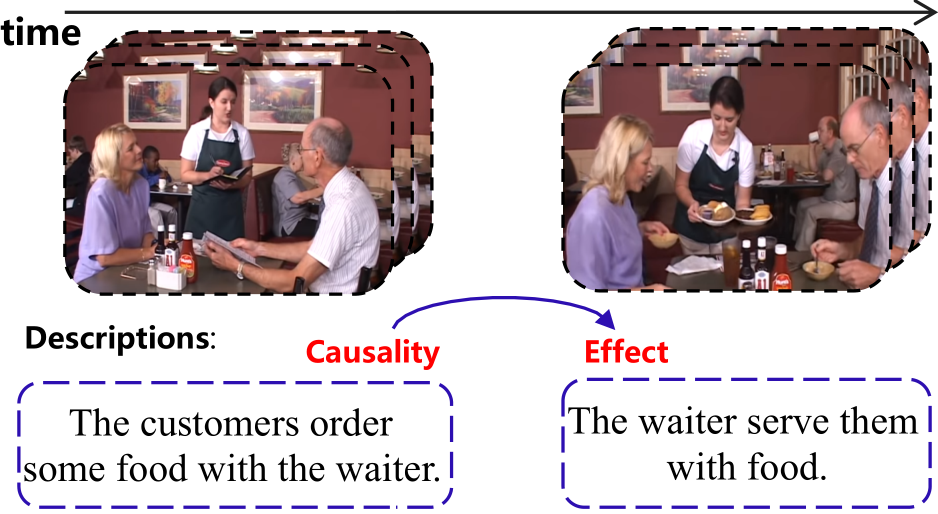 time
Descriptions:
Causality
Effect
The customers order
some food with the waiter.
The waiter serve them
with food.